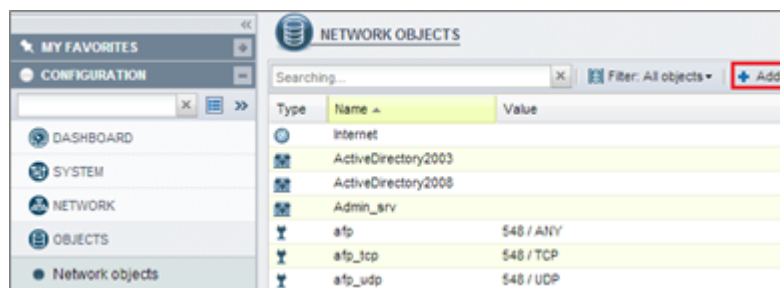 MY FAVORITES
CONFIGURATION
DASHBOARD
SYSTEM
NETWORK
OBJECTS
Network objects
NETWORK OBJECTS
Searching...
Filter: All objects
Add
Type Name Value
Internet
ActiveDirectory2003
ActiveDirectory2008
Admin_srv
afp 548 / ANY
afp_tcp 548 / TCP
afp_udp 548 / UDP